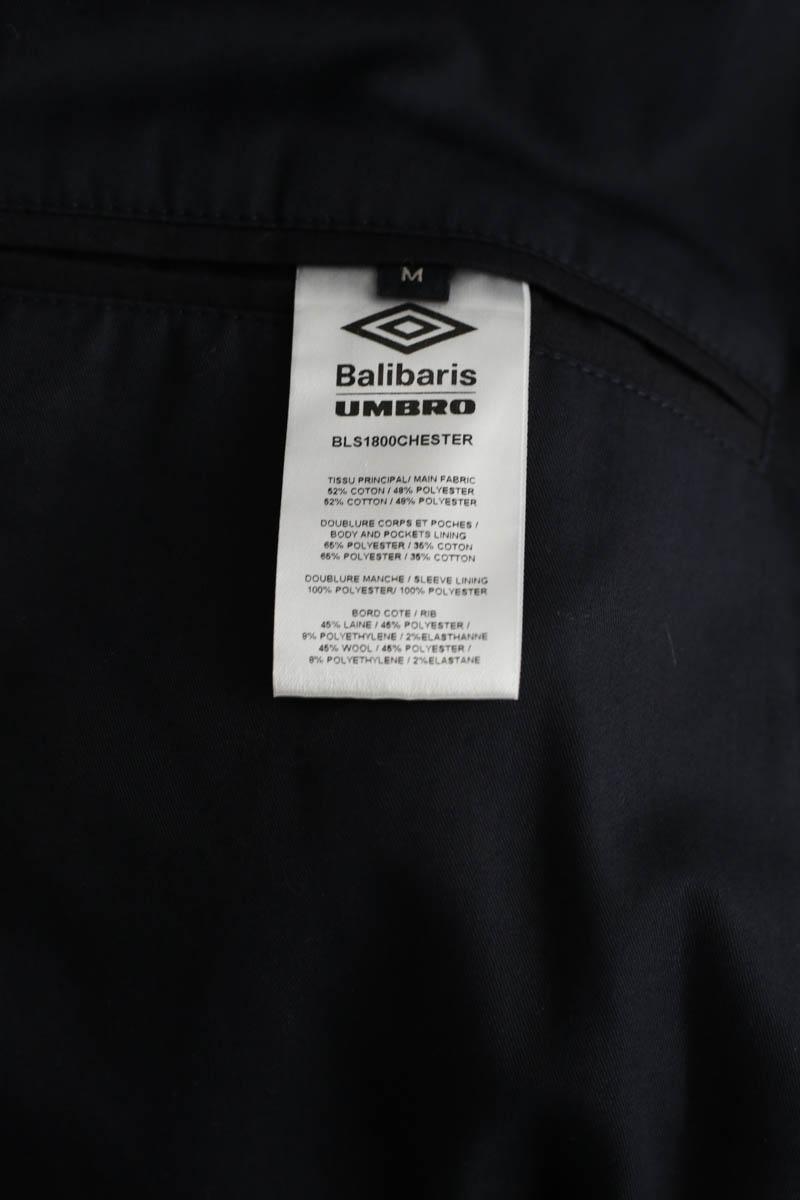 M
Balibaris
UMBRO
BLS1800CHESTER
TISSU PRINCIPAL/ MAIN FABRIC
52% COTON / 48% POLYESTER
52% COTTON / 48% POLYESTER
DOUBLURE CORPS ET POCHES /
BODY AND POCKETS LINING
65% POLYESTER / 35% COTON
65% POLYESTER / 35% COTTON
DOUBLURE MANCHE / SLEEVE LINING
100% POLYESTER/ 100% POLYESTER
BORD COTE / RIB
45% LAINE / 45% POLYESTER /
8% POLYETHYLENE / 2%ELASTHANNE
45% WOOL / 45% POLYESTER /
8% POLYETHYLENE / 2%ELASTANE